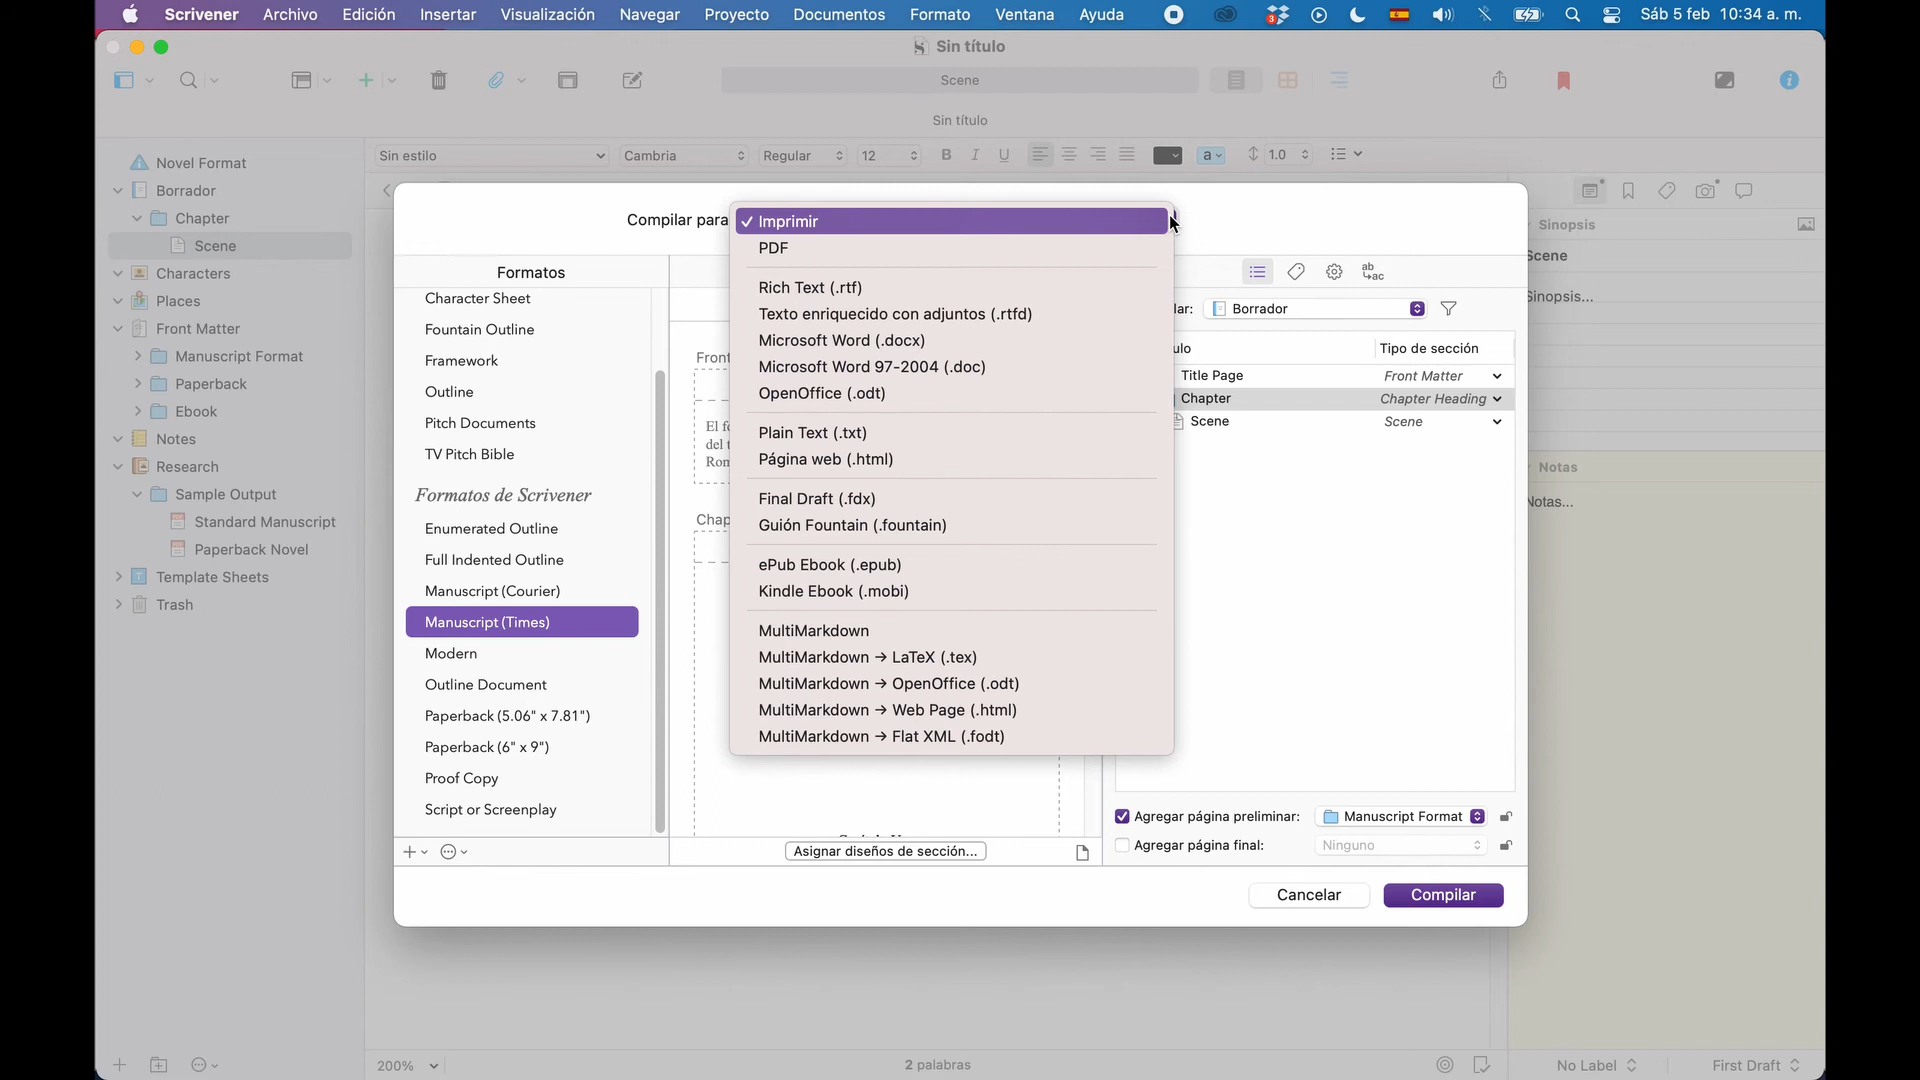 Scrivener Archivo Edición Insertar Visualización Navegar Proyecto Documentos Formato Ventana Ayuda 3 Sáb 5 feb 10:34 a. m.
Sin título
Scene
Sin título
Sin estilo Cambria Regular 12 B I U a 1.0
Novel Format
Borrador
Chapter
Scene
Characters
Places
Front Matter
Manuscript Format
Paperback
Ebook
Notes
Research
Sample Output
Standard Manuscript
Paperback Novel
Template Sheets
Trash
Compilar para
Imprimir
PDF
Rich Text (.rtf)
Texto enriquecido con adjuntos (.rtfd)
Microsoft Word (.docx)
Microsoft Word 97-2004 (.doc)
OpenOffice (.odt)
Plain Text (.txt)
Página web (.html)
Final Draft (.fdx)
Guión Fountain (.fountain)
ePub Ebook (.epub)
Kindle Ebook (.mobi)
MultiMarkdown
MultiMarkdown → LaTeX (.tex)
MultiMarkdown → OpenOffice (.odt)
MultiMarkdown → Web Page (.html)
MultiMarkdown → Flat XML (.fodt)
Formatos
Character Sheet
Fountain Outline
Framework
Outline
Pitch Documents
TV Pitch Bible
Formatos de Scrivener
Enumerated Outline
Full Indented Outline
Manuscript (Courier)
Manuscript (Times)
Modern
Outline Document
Paperback (5.06" x 7.81")
Paperback (6" x 9")
Proof Copy
Script or Screenplay
Front
El fo
del t
Rom
Chap
Asignar diseños de sección...
ab
ac
lar: Borrador
ulo Tipo de sección
Title Page Front Matter
Chapter Chapter Heading
Scene Scene
Agregar página preliminar: Manuscript Format
Agregar página final: Ninguno
Cancelar Compilar
Sinopsis
Scene
Sinopsis...
Notas
Notas...
200% 2 palabras No Label First Draft